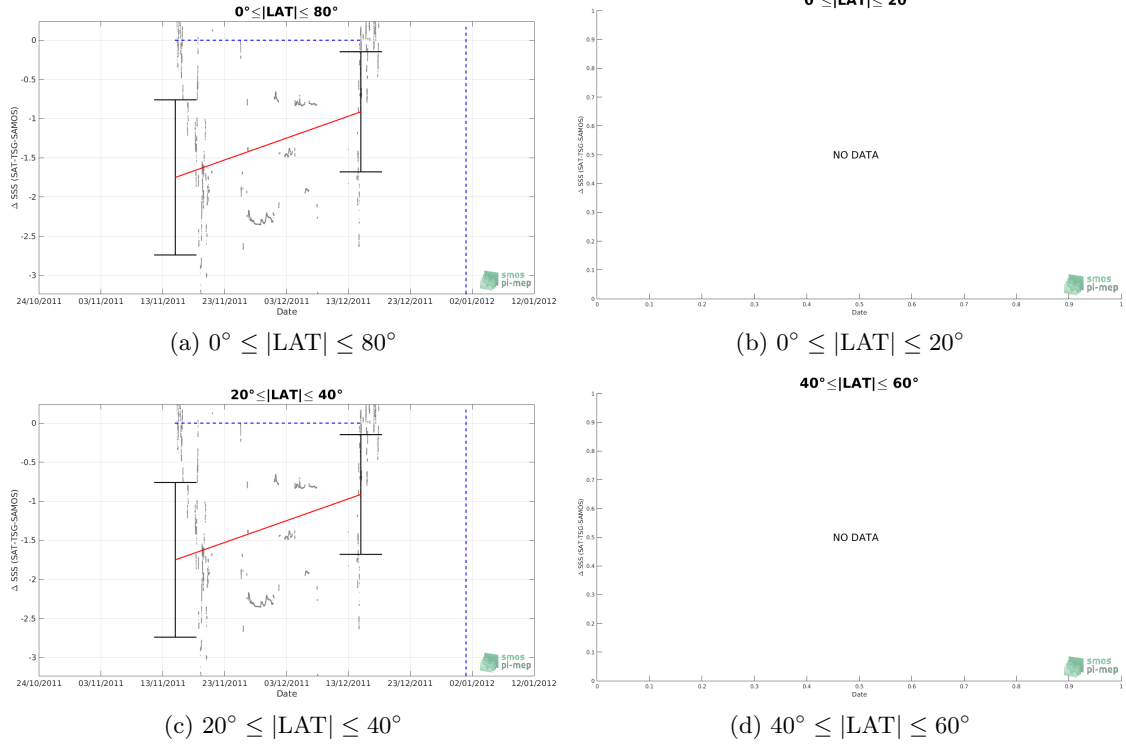 0°≤|LAT|≤ 80°
0
-0.5
-1
-1.5
-2
-2.5
-3
Δ SSS (SAT-TSG-SAMOS)
24/10/2011 03/11/2011 13/11/2011 23/11/2011 03/12/2011 13/12/2011 23/12/2011 02/01/2012 12/01/2012
Date
smos
pi-mep
(a) 0° ≤ |LAT| ≤ 80°
0°≤|LAT|≤ 20°
1
0.9
0.8
0.7
0.6
0.5
0.4
0.3
0.2
0.1
0
Δ SSS (SAT-TSG-SAMOS)
NO DATA
0 0.1 0.2 0.3 0.4 0.5 0.6 0.7 0.8 0.9 1
Date
smos
pi-mep
(b) 0° ≤ |LAT| ≤ 20°
20°≤|LAT|≤ 40°
0
-0.5
-1
-1.5
-2
-2.5
-3
Δ SSS (SAT-TSG-SAMOS)
24/10/2011 03/11/2011 13/11/2011 23/11/2011 03/12/2011 13/12/2011 23/12/2011 02/01/2012 12/01/2012
Date
smos
pi-mep
(c) 20° ≤ |LAT| ≤ 40°
40°≤|LAT|≤ 60°
1
0.9
0.8
0.7
0.6
0.5
0.4
0.3
0.2
0.1
0
Δ SSS (SAT-TSG-SAMOS)
NO DATA
0 0.1 0.2 0.3 0.4 0.5 0.6 0.7 0.8 0.9 1
Date
smos
pi-mep
(d) 40° ≤ |LAT| ≤ 60°